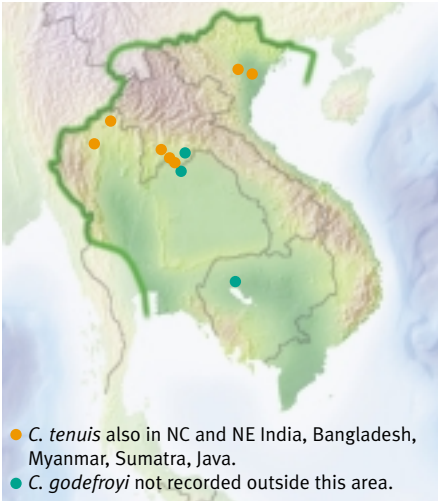 C. tenuis also in NC and NE India, Bangladesh,
Myanmar, Sumatra, Java.
C. godefroyi not recorded outside this area.